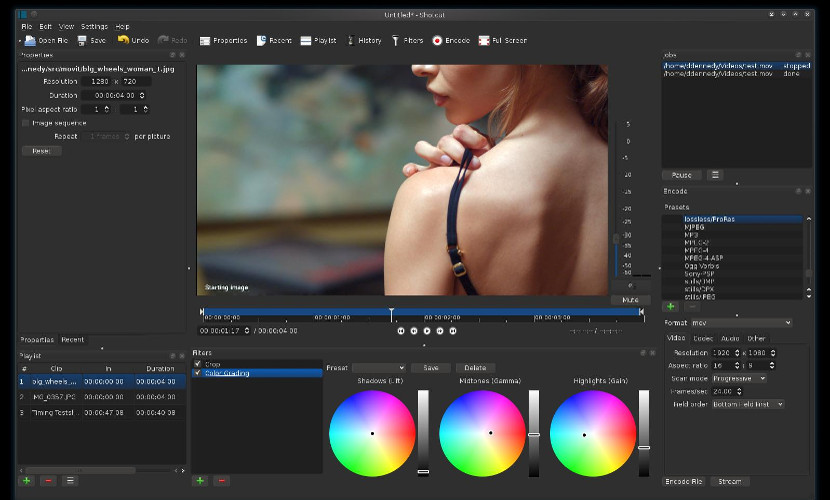 Untitled* - Shotcut
File Edit View Settings Help
Open File Save Undo Redo Properties Recent Playlist History Filters Encode Full Screen
Properties
...nedy/src/movit/blg_wheels_woman_1.jpg
Resolution 1280 x 720
Duration 00:00:04:00
Pixel aspect ratio 1 : 1
Image sequence
Repeat 1 frames per picture
Reset
Properties Recent
Playlist
# Clip In Duration
1 blg_wheels_... 00:00:00:00 00:00:04:00
2 MG_0357.JPG 00:00:00:00 00:00:04:00
3 Timing Testsl... 00:00:47:08 00:00:40:08
Starting image
5
0
-5
-10
-15
-20
-25
-30
-35
-40
-45
-50
Mute
00:00:00:00 00:00:01:00 00:00:02:00 00:00:03:00
00:00:01:17 / 00:00:04:00
--:--:-- / --:--:--
Filters
Crop
Color Grading
Preset Save Delete
Shadows (Lift) Midtones (Gamma) Highlights (Gain)
Jobs
/home/ddennedy/Videos/test.mov stopped
/home/ddennedy/Videos/test.mov done
Pause
Encode
Presets
lossless/ProRes
MJPEG
MP3
MPEG-2
MPEG-4
MPEG-4 ASP
Ogg Vorbis
Sony-PSP
stills/BMP
stills/DPX
stills/JPEG
Format mov
Video Codec Audio Other
Resolution 1920 x 1080
Aspect ratio 16 : 9
Scan mode Progressive
Frames/sec 24.00
Field order Bottom Field First
Encode File Stream